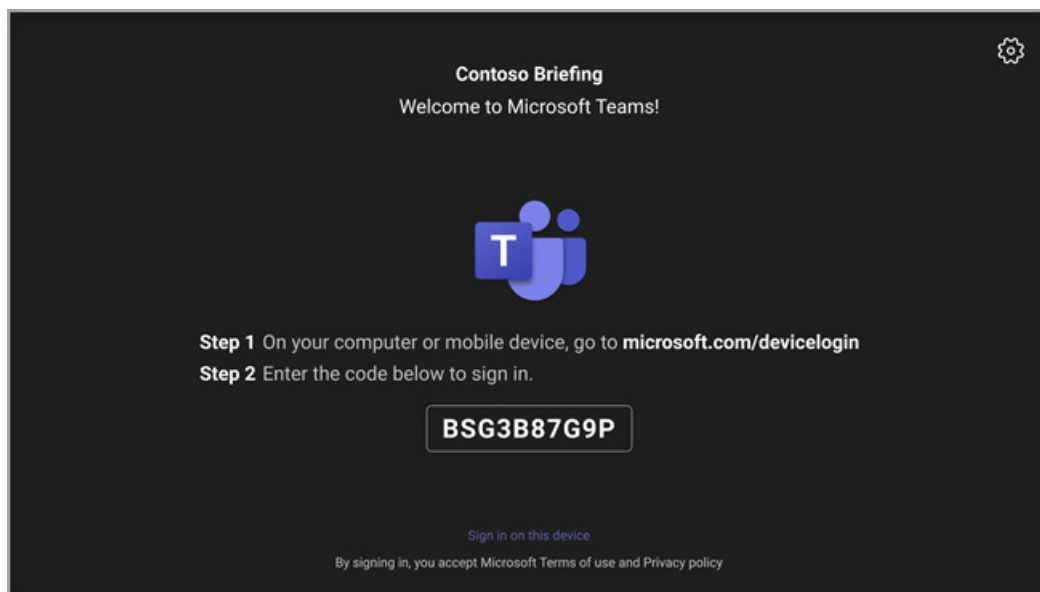 Contoso Briefing
Welcome to Microsoft Teams!
T
Step 1 On your computer or mobile device, go to microsoft.com/devicelogin
Step 2 Enter the code below to sign in.
BSG3B87G9P
Sign in on this device
By signing in, you accept Microsoft Terms of use and Privacy policy